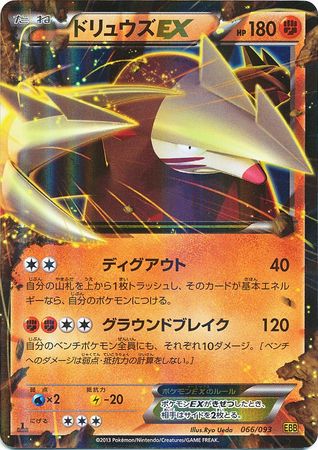 たね
ドリュウズEX HP180
ディグアウト 40
自分の山札を上から1枚トラッシュし、そのカードが基本エネルギーなら、自分のポケモンにつける。
グラウンドブレイク 120
自分のベンチポケモン全員にも、それぞれ10ダメージ。[ベンチへのダメージは弱点・抵抗力の計算をしない。]
弱点 ×2 抵抗力 -20
にげる
ポケモンEXのルール
ポケモンEXがきぜつしたとき、相手はサイドを2枚とる。
Illus.Ryo Ueda 066/093 EBB
©2013 Pokémon/Nintendo/Creatures/GAME FREAK.